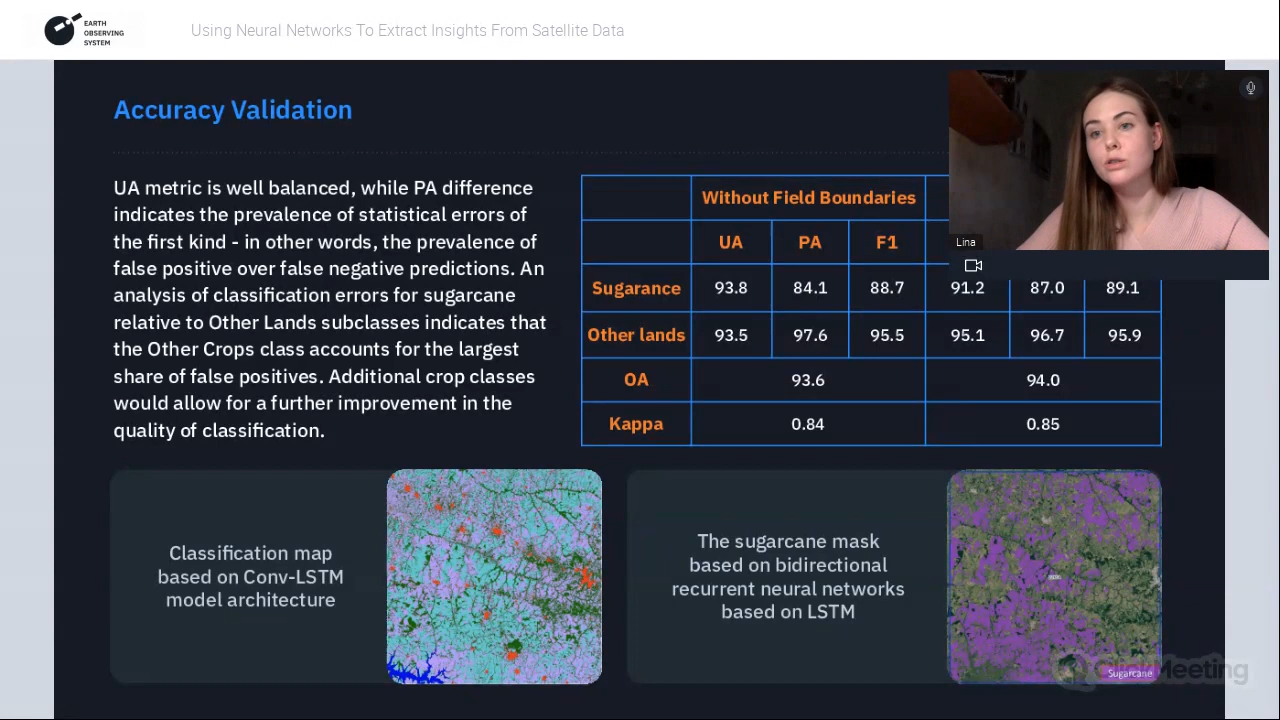 EARTH
OBSERVING
SYSTEM
Using Neural Networks To Extract Insights From Satellite Data
Accuracy Validation
UA metric is well balanced, while PA difference
indicates the prevalence of statistical errors of
the first kind - in other words, the prevalence of
false positive over false negative predictions. An
analysis of classification errors for sugarcane
relative to Other Lands subclasses indicates that
the Other Crops class accounts for the largest
share of false positives. Additional crop classes
would allow for a further improvement in the
quality of classification.
Without Field Boundaries
UA PA F1
Sugarance 93.8 84.1 88.7 91.2 87.0 89.1
Other lands 93.5 97.6 95.5 95.1 96.7 95.9
OA 93.6 94.0
Kappa 0.84 0.85
Lina
Classification map
based on Conv-LSTM
model architecture
The sugarcane mask
based on bidirectional
recurrent neural networks
based on LSTM
Sugarcane
ClickMeeting